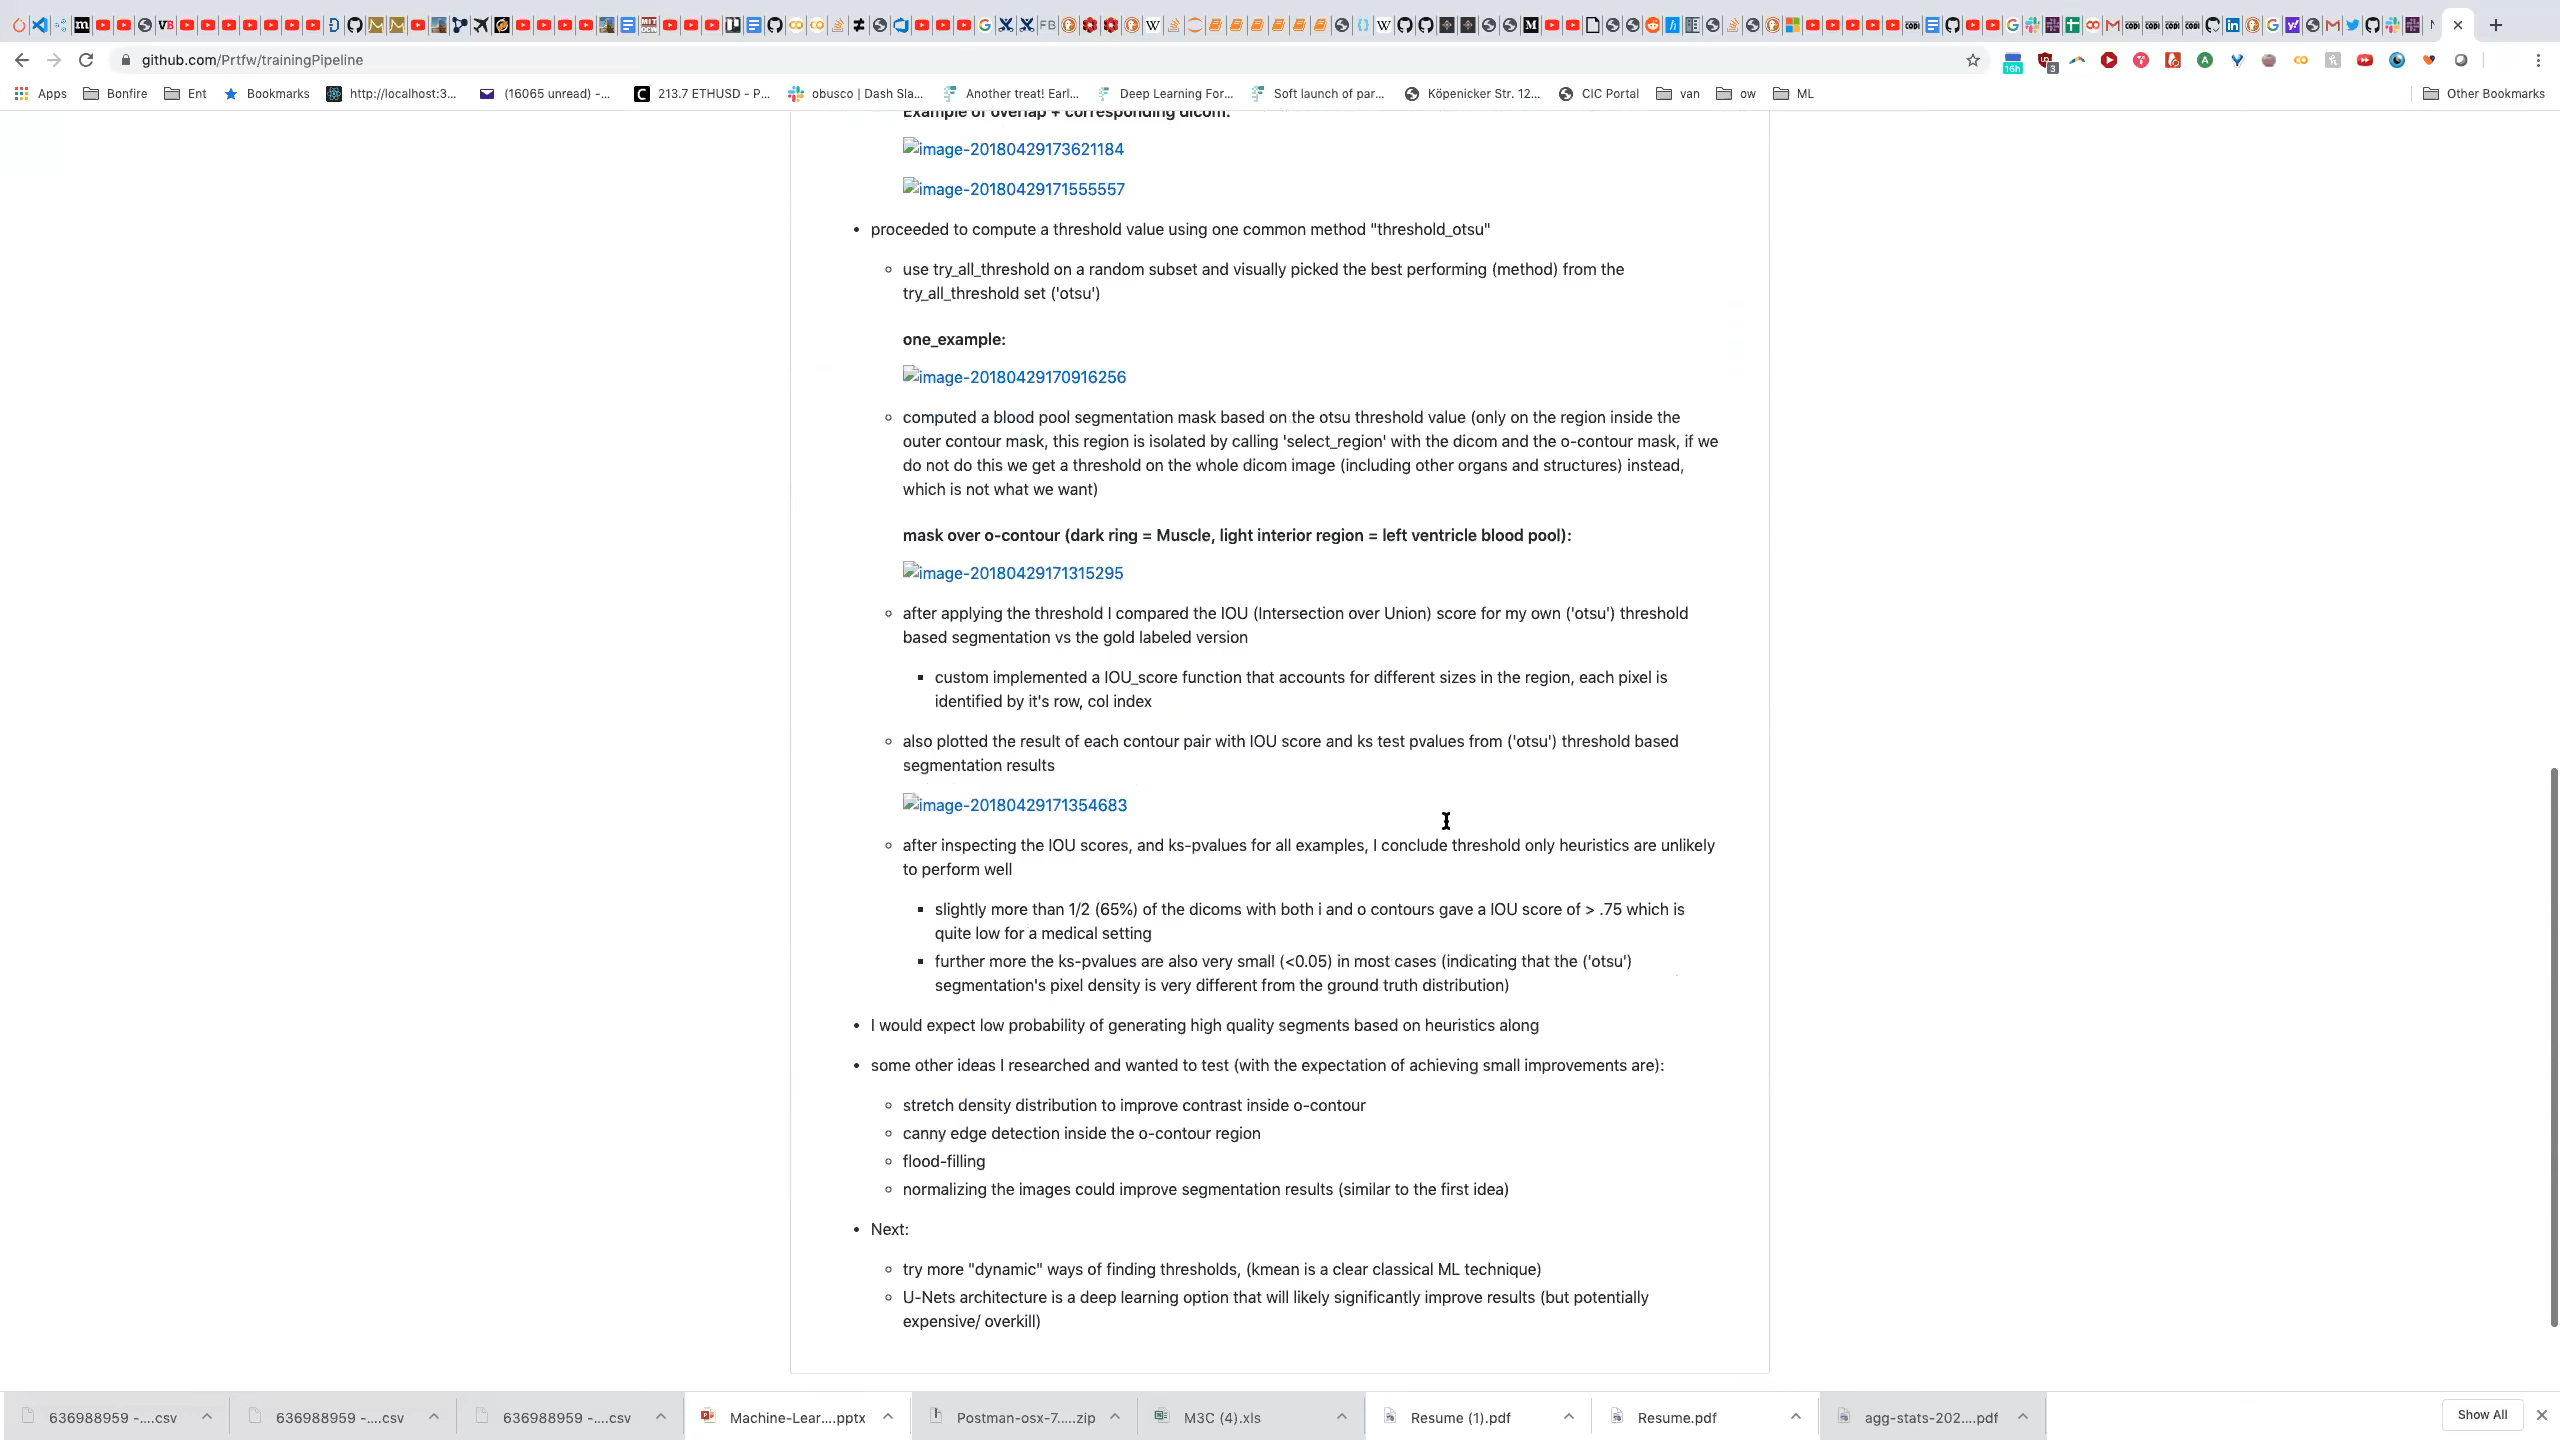 github.com/Prtfw/trainingPipeline
16h
3
Apps
Bonfire
Ent
Bookmarks
http://localhost:3...
(16065 unread) -...
213.7 ETHUSD - P...
obusco | Dash Sla...
Another treat! Earl...
Deep Learning For...
Soft launch of par...
Köpenicker Str. 12...
CIC Portal
van
ow
ML
Other Bookmarks
Example of overlap + corresponding dicom:
image-20180429173621184
image-20180429171555557
• proceeded to compute a threshold value using one common method "threshold_otsu"
◦ use try_all_threshold on a random subset and visually picked the best performing (method) from the
try_all_threshold set ('otsu')
one_example:
image-20180429170916256
◦ computed a blood pool segmentation mask based on the otsu threshold value (only on the region inside the
outer contour mask, this region is isolated by calling 'select_region' with the dicom and the o-contour mask, if we
do not do this we get a threshold on the whole dicom image (including other organs and structures) instead,
which is not what we want)
mask over o-contour (dark ring = Muscle, light interior region = left ventricle blood pool):
image-20180429171315295
◦ after applying the threshold I compared the IOU (Intersection over Union) score for my own ('otsu') threshold
based segmentation vs the gold labeled version
▪ custom implemented a IOU_score function that accounts for different sizes in the region, each pixel is
identified by it's row, col index
◦ also plotted the result of each contour pair with IOU score and ks test pvalues from ('otsu') threshold based
segmentation results
image-20180429171354683
◦ after inspecting the IOU scores, and ks-pvalues for all examples, I conclude threshold only heuristics are unlikely
to perform well
▪ slightly more than 1/2 (65%) of the dicoms with both i and o contours gave a IOU score of > .75 which is
quite low for a medical setting
▪ further more the ks-pvalues are also very small (<0.05) in most cases (indicating that the ('otsu')
segmentation's pixel density is very different from the ground truth distribution)
• I would expect low probability of generating high quality segments based on heuristics along
• some other ideas I researched and wanted to test (with the expectation of achieving small improvements are):
◦ stretch density distribution to improve contrast inside o-contour
◦ canny edge detection inside the o-contour region
◦ flood-filling
◦ normalizing the images could improve segmentation results (similar to the first idea)
• Next:
◦ try more "dynamic" ways of finding thresholds, (kmean is a clear classical ML technique)
◦ U-Nets architecture is a deep learning option that will likely significantly improve results (but potentially
expensive/ overkill)
636988959 -....csv
636988959 -....csv
636988959 -....csv
Machine-Lear....pptx
Postman-osx-7.....zip
M3C (4).xls
Resume (1).pdf
Resume.pdf
agg-stats-202....pdf
Show All